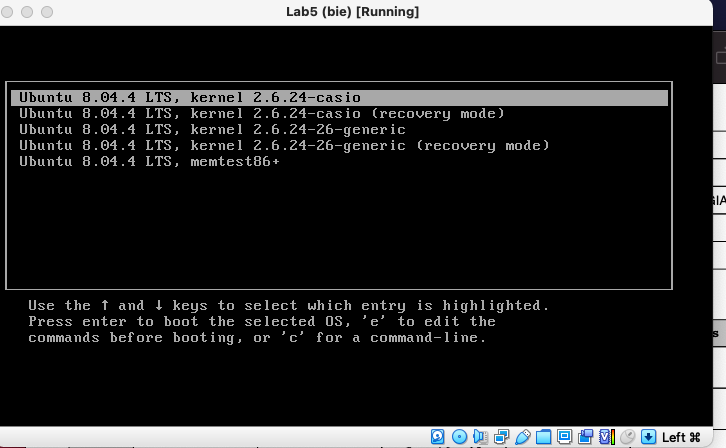 Lab5 (bie) [Running]
Ubuntu 8.04.4 LTS, kernel 2.6.24-casio
Ubuntu 8.04.4 LTS, kernel 2.6.24-casio (recovery mode)
Ubuntu 8.04.4 LTS, kernel 2.6.24-26-generic
Ubuntu 8.04.4 LTS, kernel 2.6.24-26-generic (recovery mode)
Ubuntu 8.04.4 LTS, memtest86+
Use the ↑ and ↓ keys to select which entry is highlighted.
Press enter to boot the selected OS, 'e' to edit the
commands before booting, or 'c' for a command-line.
Left ⌘